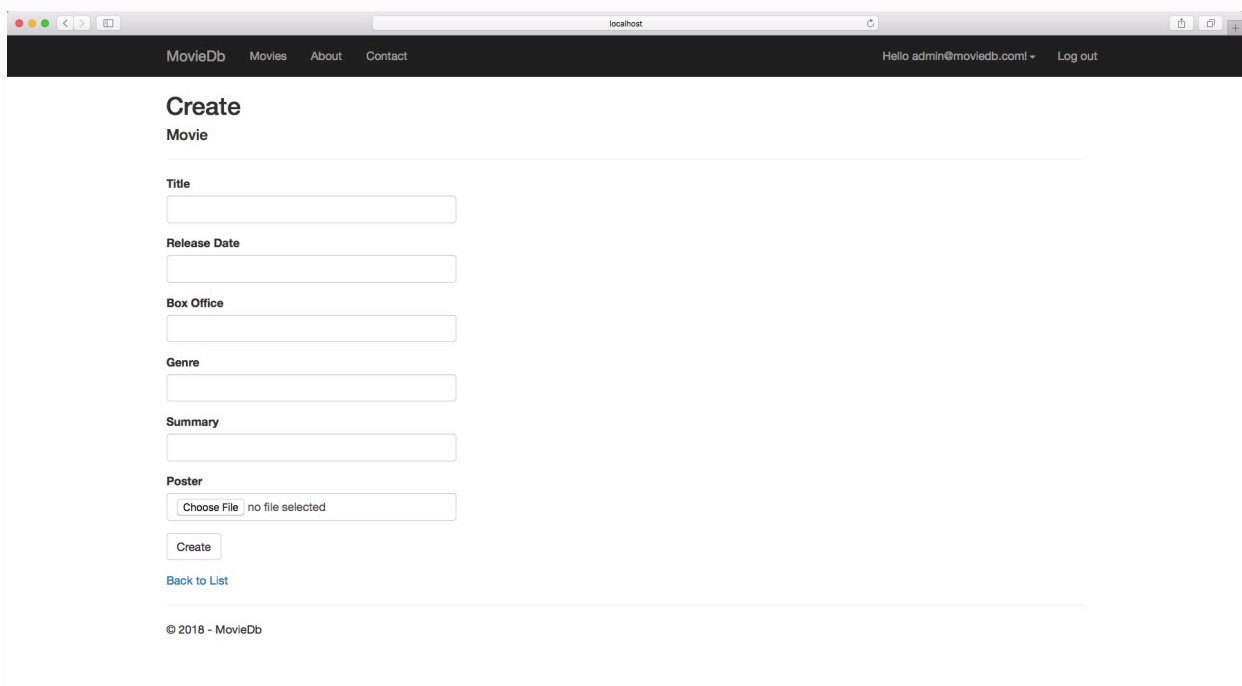 localhost
MovieDb Movies About Contact Hello admin@moviedb.com! Log out
Create
Movie
Title
Release Date
Box Office
Genre
Summary
Poster
Choose File no file selected
Create
Back to List
© 2018 - MovieDb